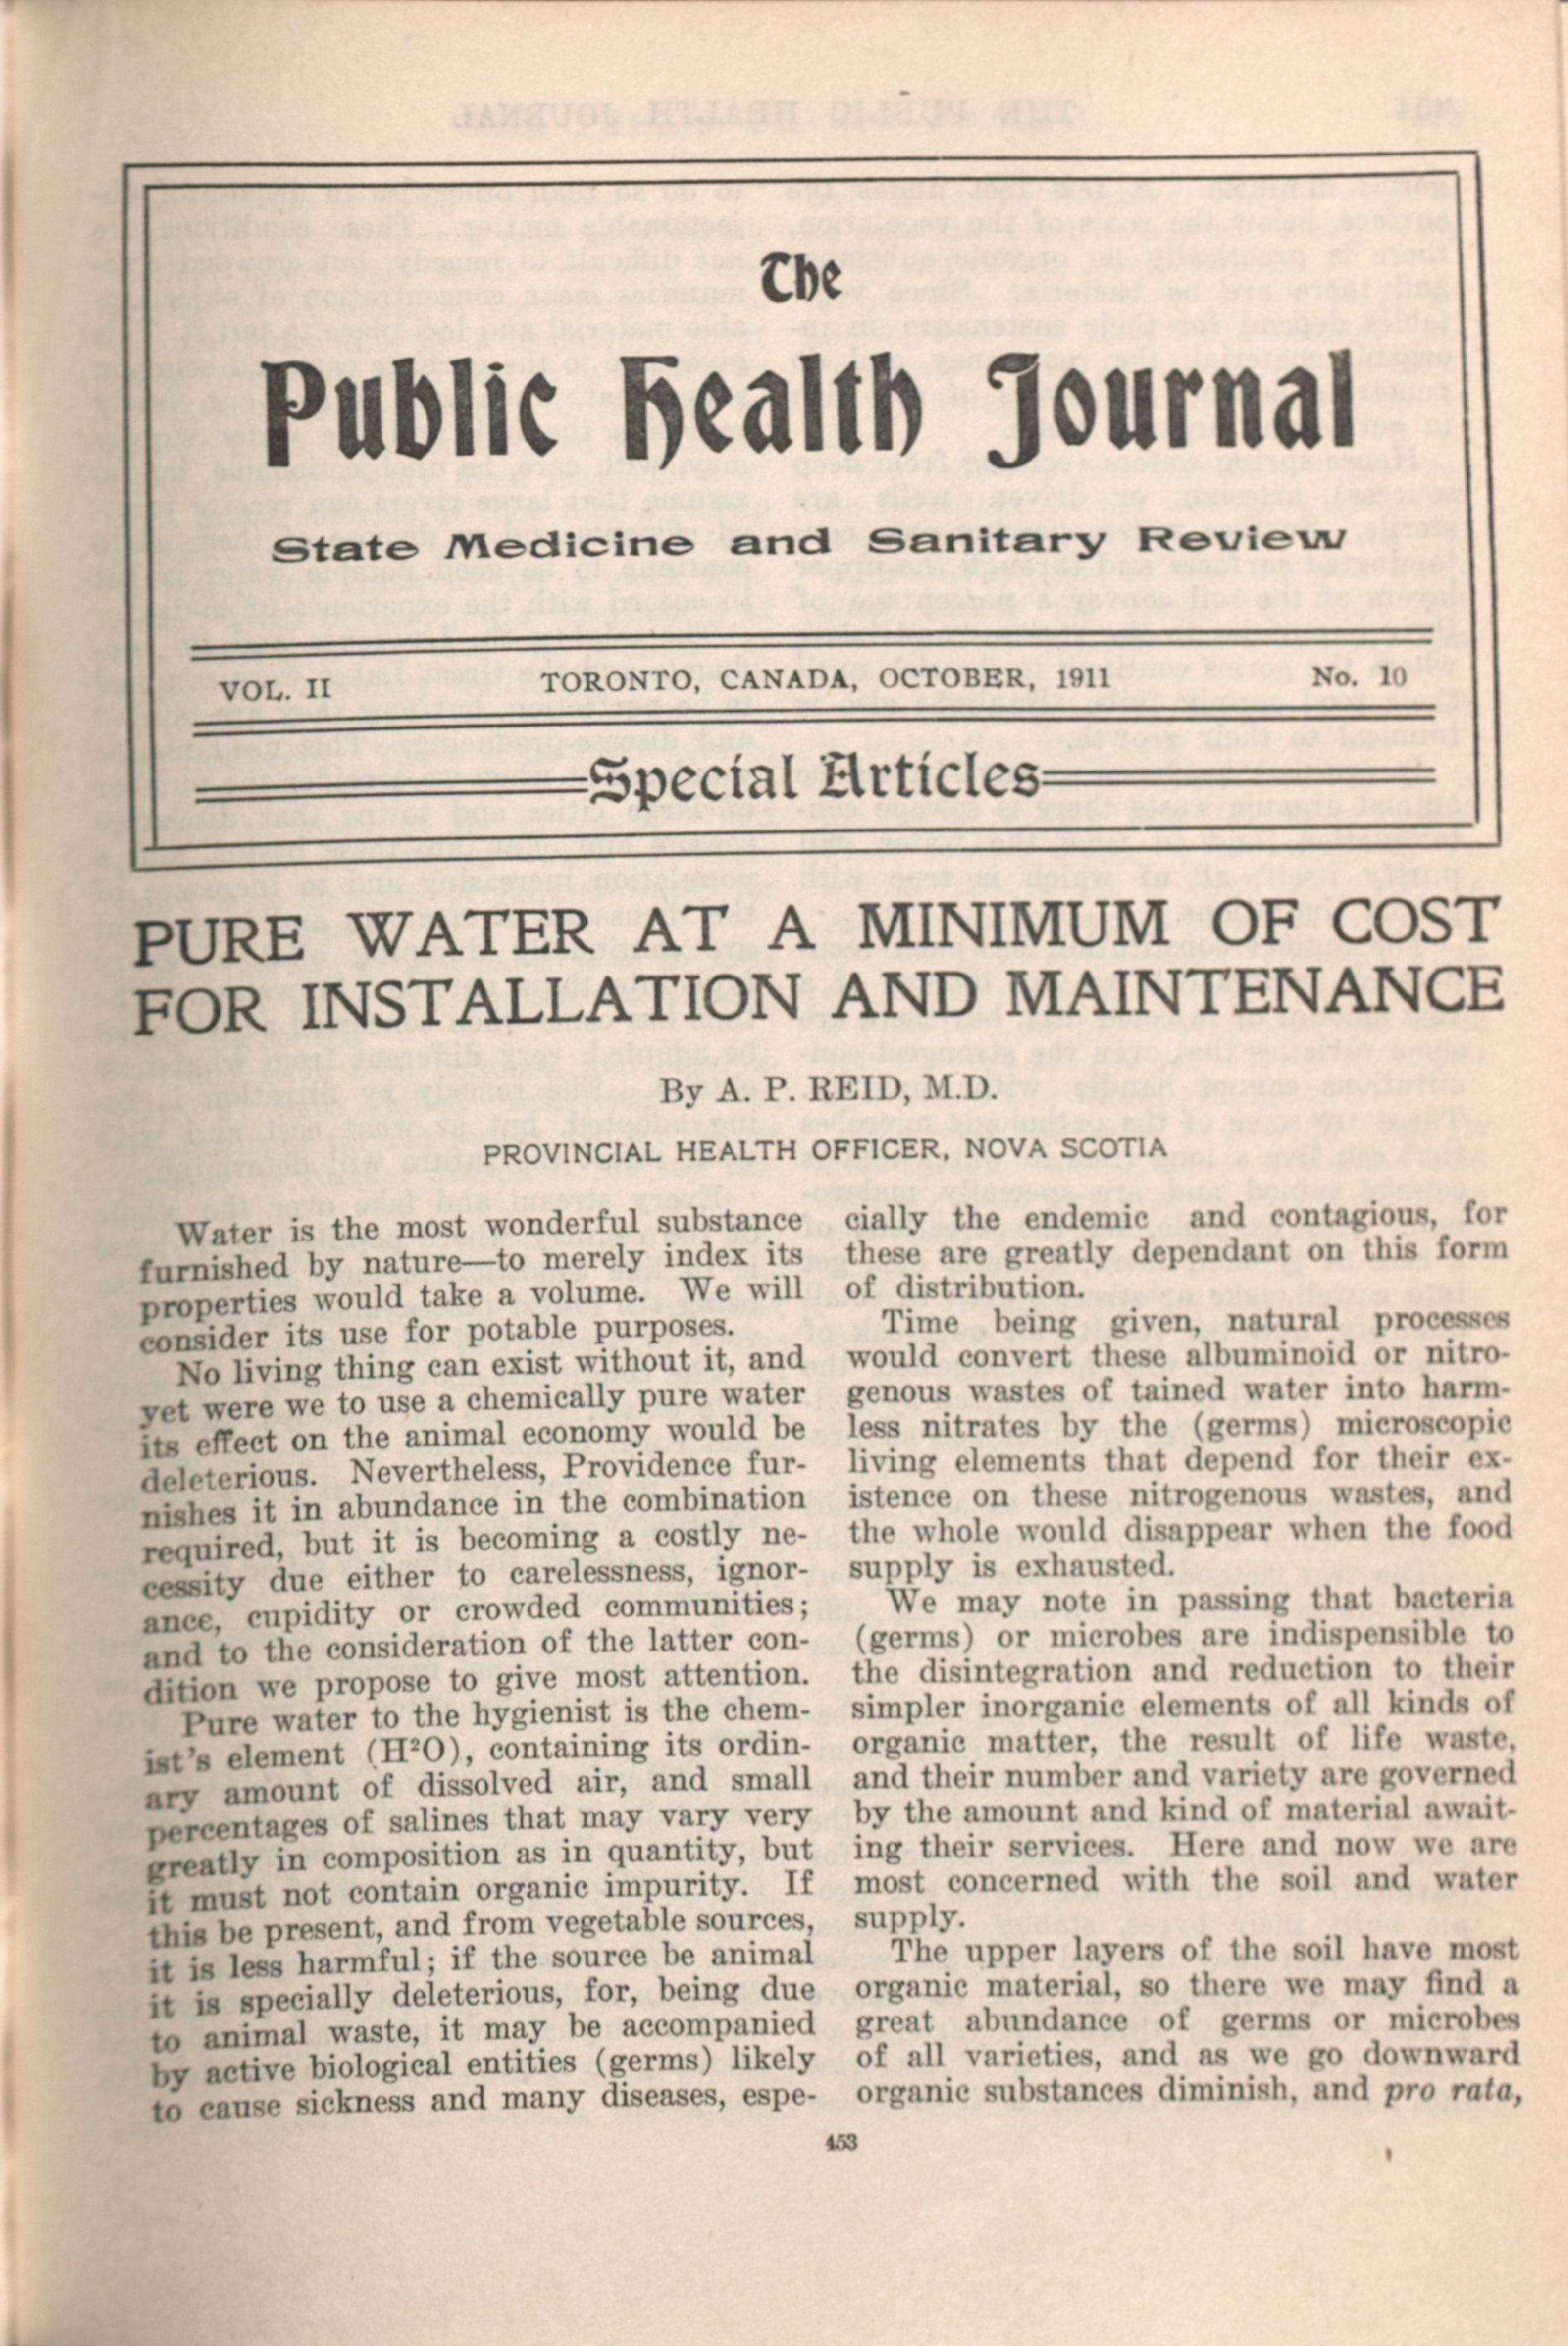 The
Public Health Journal
State Medicine and Sanitary Review
VOL. II TORONTO, CANADA, OCTOBER, 1911 No. 10
Special Articles
PURE WATER AT A MINIMUM OF COST
FOR INSTALLATION AND MAINTENANCE
By A. P. REID, M.D.
PROVINCIAL HEALTH OFFICER, NOVA SCOTIA
Water is the most wonderful substance
furnished by nature—to merely index its
properties would take a volume. We will
consider its use for potable purposes.
No living thing can exist without it, and
yet were we to use a chemically pure water
its effect on the animal economy would be
deleterious. Nevertheless, Providence fur-
nishes it in abundance in the combination
required, but it is becoming a costly ne-
cessity due either to carelessness, ignor-
ance, cupidity or crowded communities;
and to the consideration of the latter con-
dition we propose to give most attention.
Pure water to the hygienist is the chem-
ist's element (H²O), containing its ordin-
ary amount of dissolved air, and small
percentages of salines that may vary very
greatly in composition as in quantity, but
it must not contain organic impurity. If
this be present, and from vegetable sources,
it is less harmful; if the source be animal
it is specially deleterious, for, being due
to animal waste, it may be accompanied
by active biological entities (germs) likely
to cause sickness and many diseases, espe-
cially the endemic and contagious, for
these are greatly dependant on this form
of distribution.
Time being given, natural processes
would convert these albuminoid or nitro-
genous wastes of tained water into harm-
less nitrates by the (germs) microscopic
living elements that depend for their ex-
istence on these nitrogenous wastes, and
the whole would disappear when the food
supply is exhausted.
We may note in passing that bacteria
(germs) or microbes are indispensible to
the disintegration and reduction to their
simpler inorganic elements of all kinds of
organic matter, the result of life waste,
and their number and variety are governed
by the amount and kind of material await-
ing their services. Here and now we are
most concerned with the soil and water
supply.
The upper layers of the soil have most
organic material, so there we may find a
great abundance of germs or microbes
of all varieties, and as we go downward
organic substances diminish, and pro rata,
453